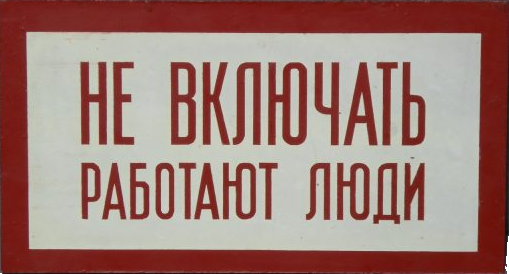 НЕ ВКЛЮЧАТЬ
РАБОТАЮТ ЛЮДИ